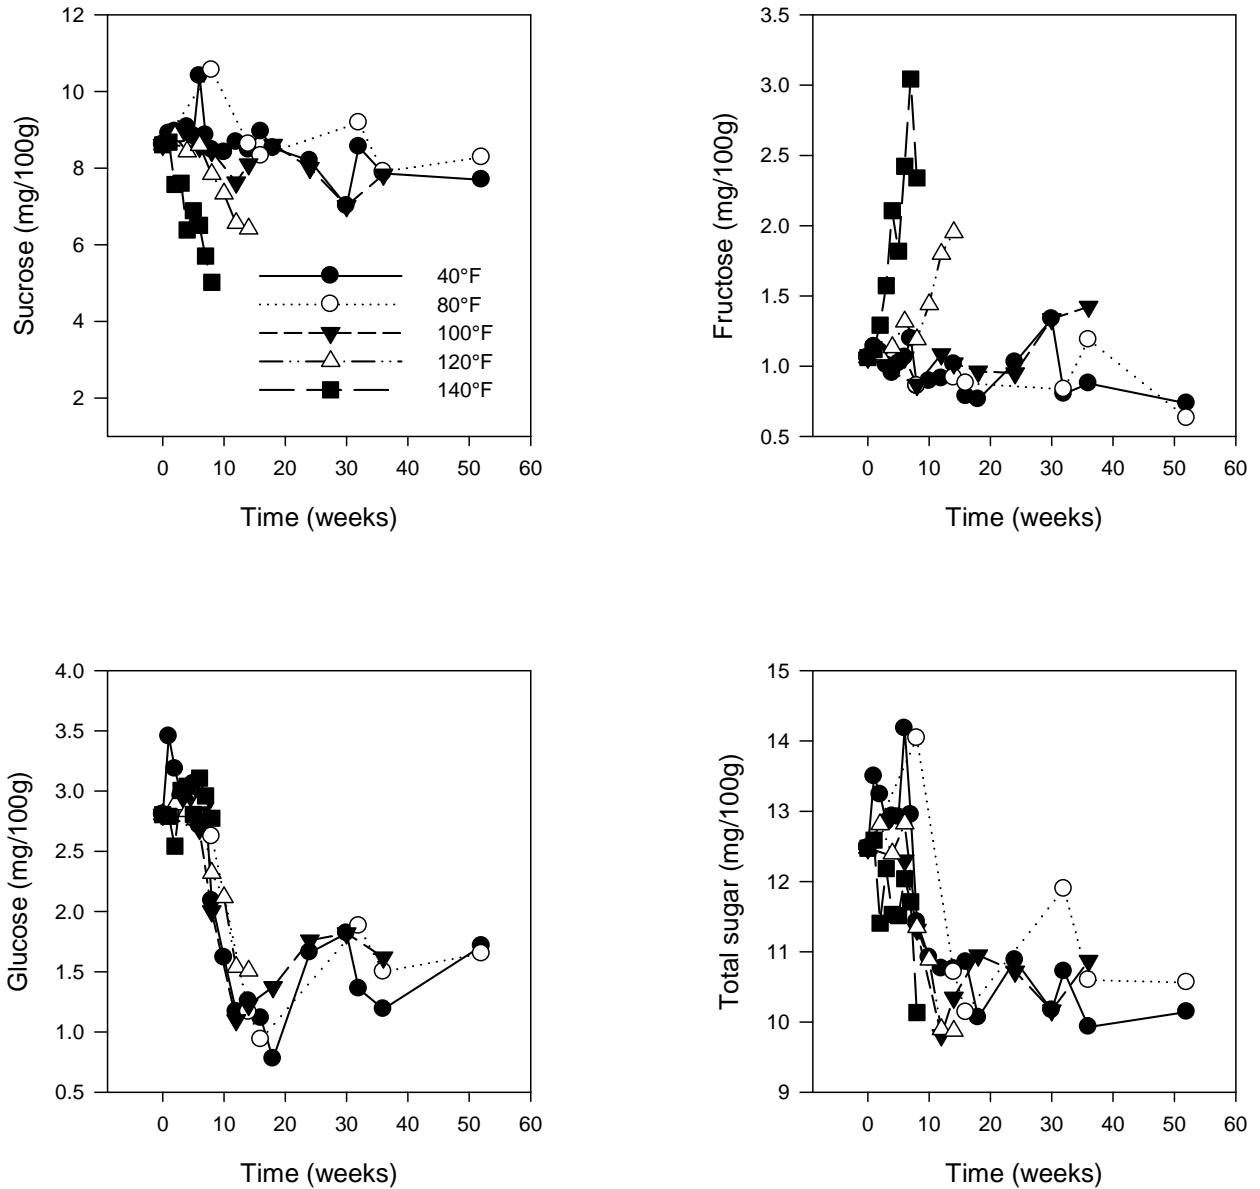 12
10
8
6
4
2
Sucrose (mg/100g)
40°F
80°F
100°F
120°F
140°F
0 10 20 30 40 50 60
Time (weeks)
3.5
3.0
2.5
2.0
1.5
1.0
0.5
Fructose (mg/100g)
0 10 20 30 40 50 60
Time (weeks)
4.0
3.5
3.0
2.5
2.0
1.5
1.0
0.5
Glucose (mg/100g)
0 10 20 30 40 50 60
Time (weeks)
15
14
13
12
11
10
9
Total sugar (mg/100g)
0 10 20 30 40 50 60
Time (weeks)